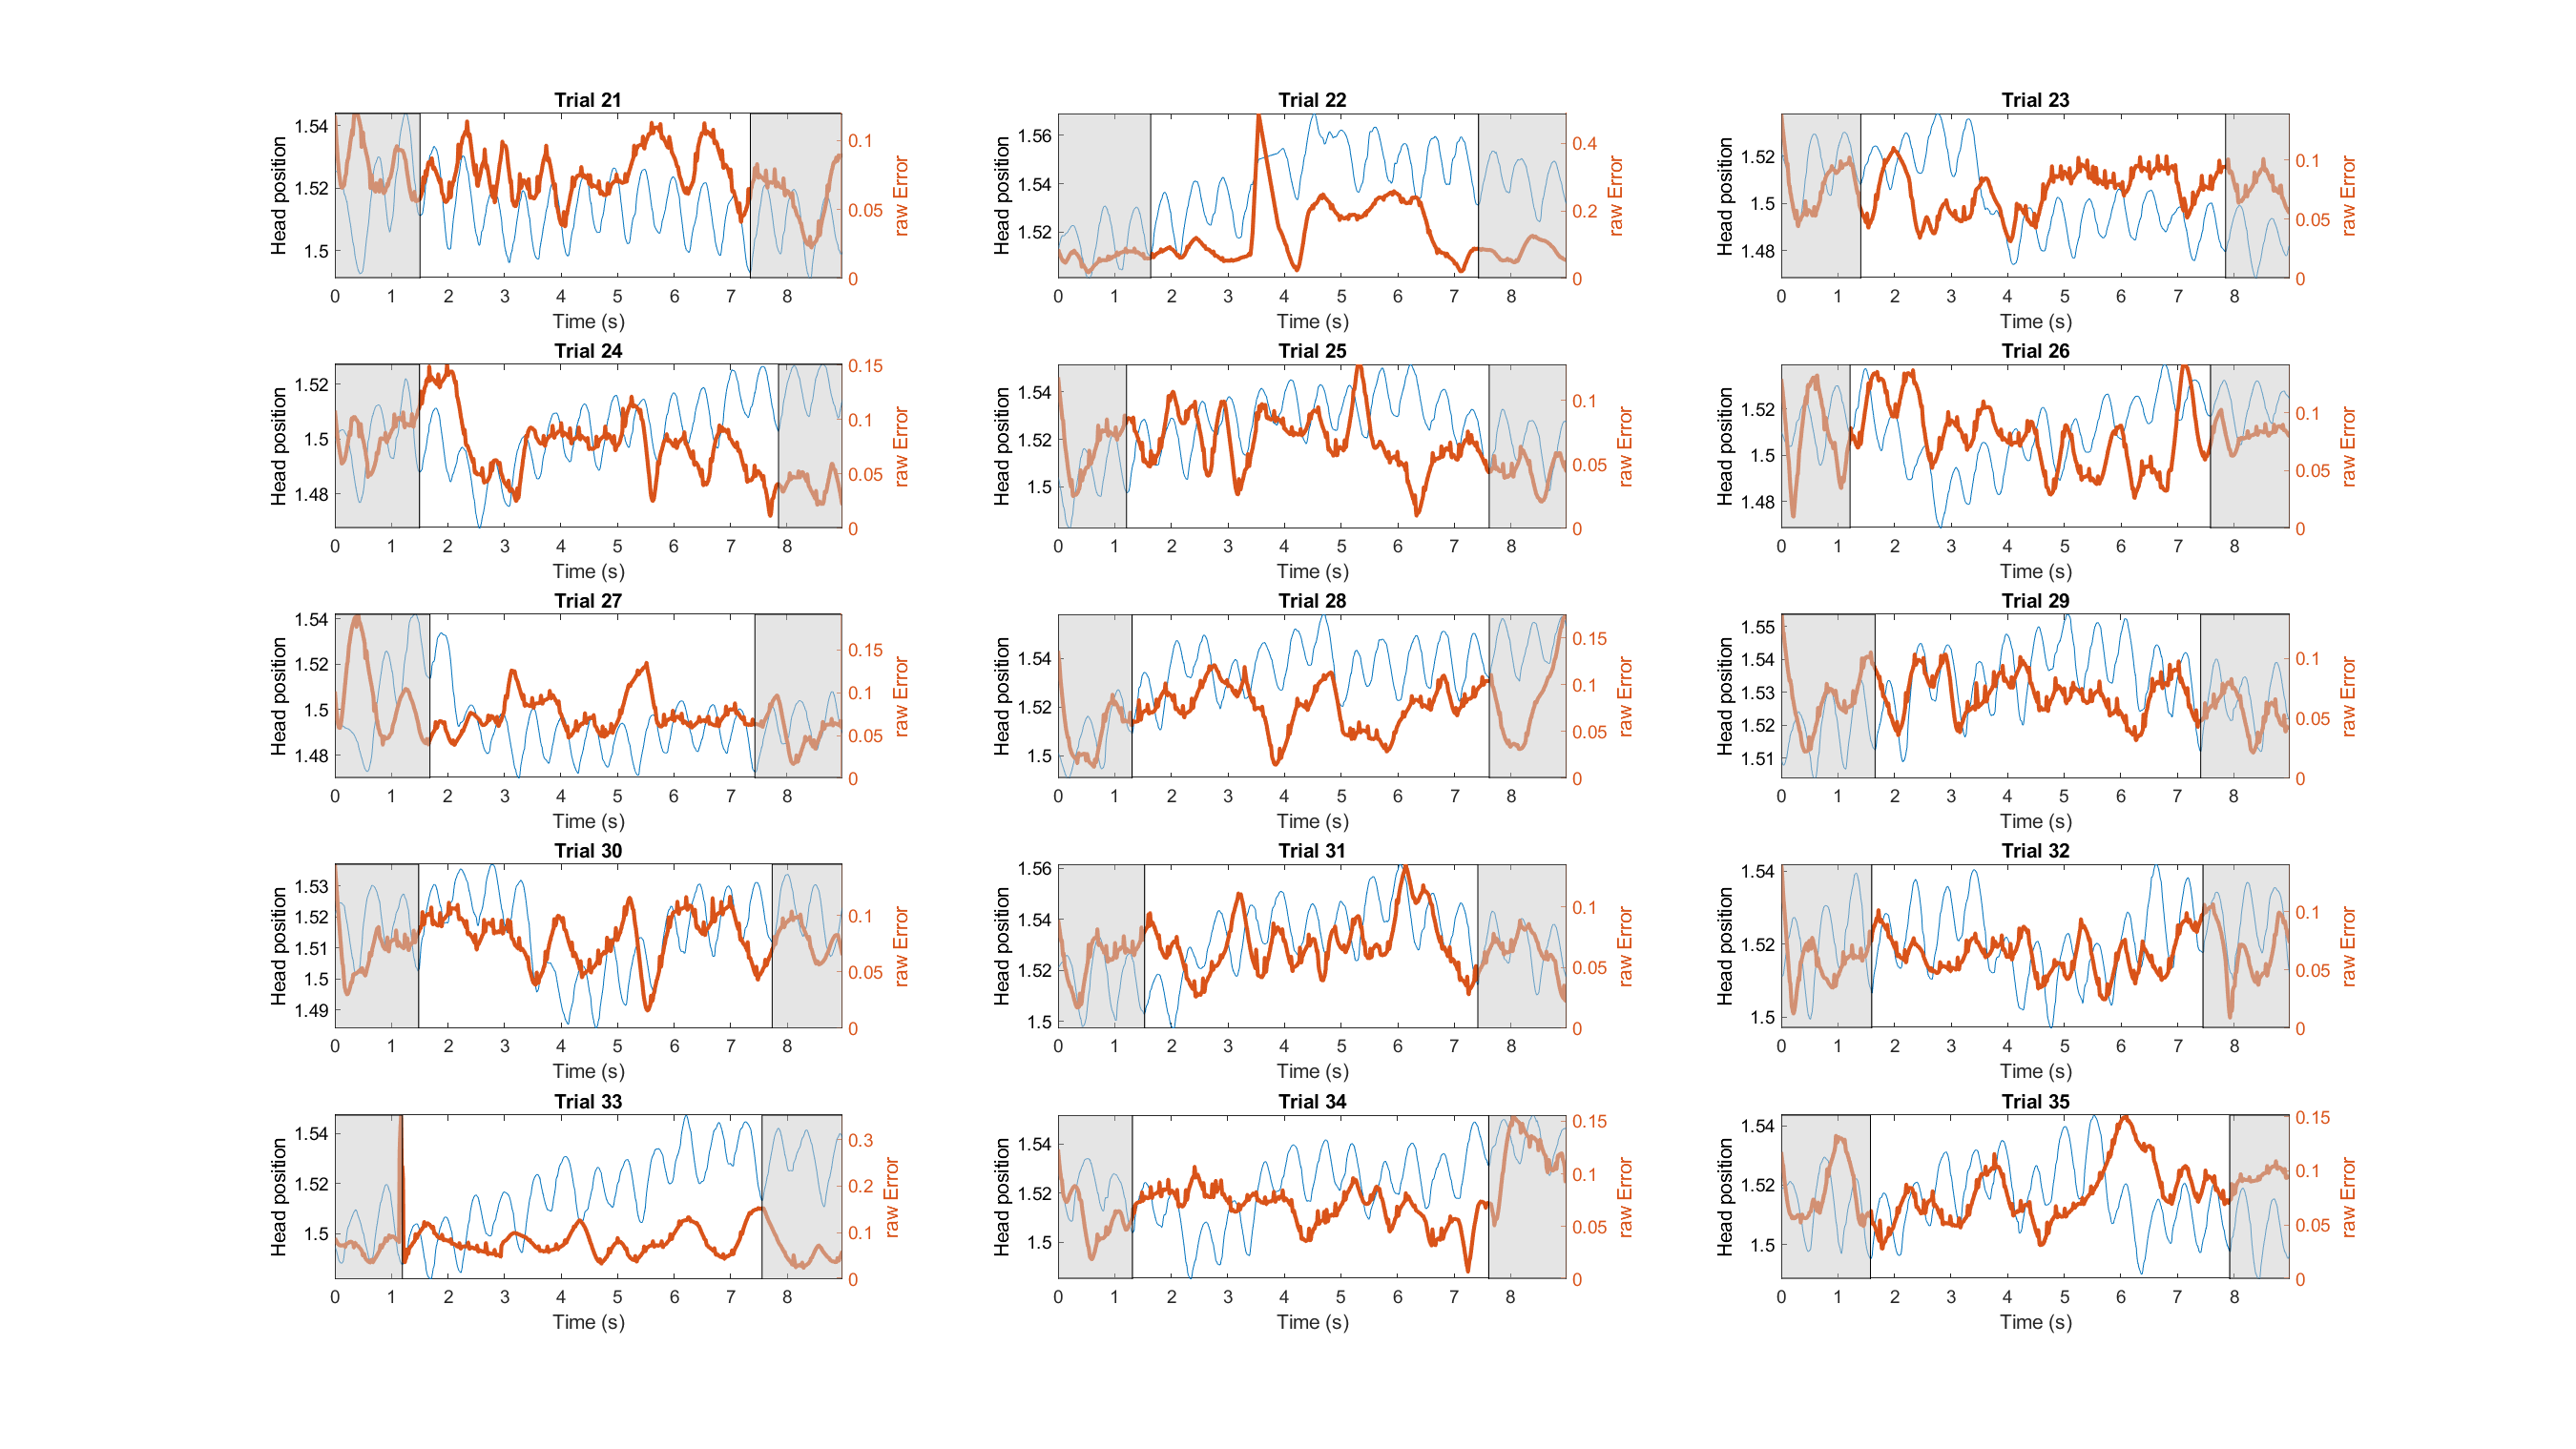 Trial 21
1.54
1.52
1.5
Head position
0.1
0.05
0
raw Error
0 1 2 3 4 5 6 7 8
Time (s)
Trial 22
1.56
1.54
1.52
Head position
0.4
0.2
0
raw Error
0 1 2 3 4 5 6 7 8
Time (s)
Trial 23
1.52
1.5
1.48
Head position
0.1
0.05
0
raw Error
0 1 2 3 4 5 6 7 8
Time (s)
Trial 24
1.52
1.5
1.48
Head position
0.15
0.1
0.05
0
raw Error
0 1 2 3 4 5 6 7 8
Time (s)
Trial 25
1.54
1.52
1.5
Head position
0.1
0.05
0
raw Error
0 1 2 3 4 5 6 7 8
Time (s)
Trial 26
1.52
1.5
1.48
Head position
0.1
0.05
0
raw Error
0 1 2 3 4 5 6 7 8
Time (s)
Trial 27
1.54
1.52
1.5
1.48
Head position
0.15
0.1
0.05
0
raw Error
0 1 2 3 4 5 6 7 8
Time (s)
Trial 28
1.54
1.52
1.5
Head position
0.15
0.1
0.05
0
raw Error
0 1 2 3 4 5 6 7 8
Time (s)
Trial 29
1.55
1.54
1.53
1.52
1.51
Head position
0.1
0.05
0
raw Error
0 1 2 3 4 5 6 7 8
Time (s)
Trial 30
1.53
1.52
1.51
1.5
1.49
Head position
0.1
0.05
0
raw Error
0 1 2 3 4 5 6 7 8
Time (s)
Trial 31
1.56
1.54
1.52
1.5
Head position
0.1
0.05
0
raw Error
0 1 2 3 4 5 6 7 8
Time (s)
Trial 32
1.54
1.52
1.5
Head position
0.1
0.05
0
raw Error
0 1 2 3 4 5 6 7 8
Time (s)
Trial 33
1.54
1.52
1.5
Head position
0.3
0.2
0.1
0
raw Error
0 1 2 3 4 5 6 7 8
Time (s)
Trial 34
1.54
1.52
1.5
Head position
0.15
0.1
0.05
0
raw Error
0 1 2 3 4 5 6 7 8
Time (s)
Trial 35
1.54
1.52
1.5
Head position
0.15
0.1
0.05
0
raw Error
0 1 2 3 4 5 6 7 8
Time (s)